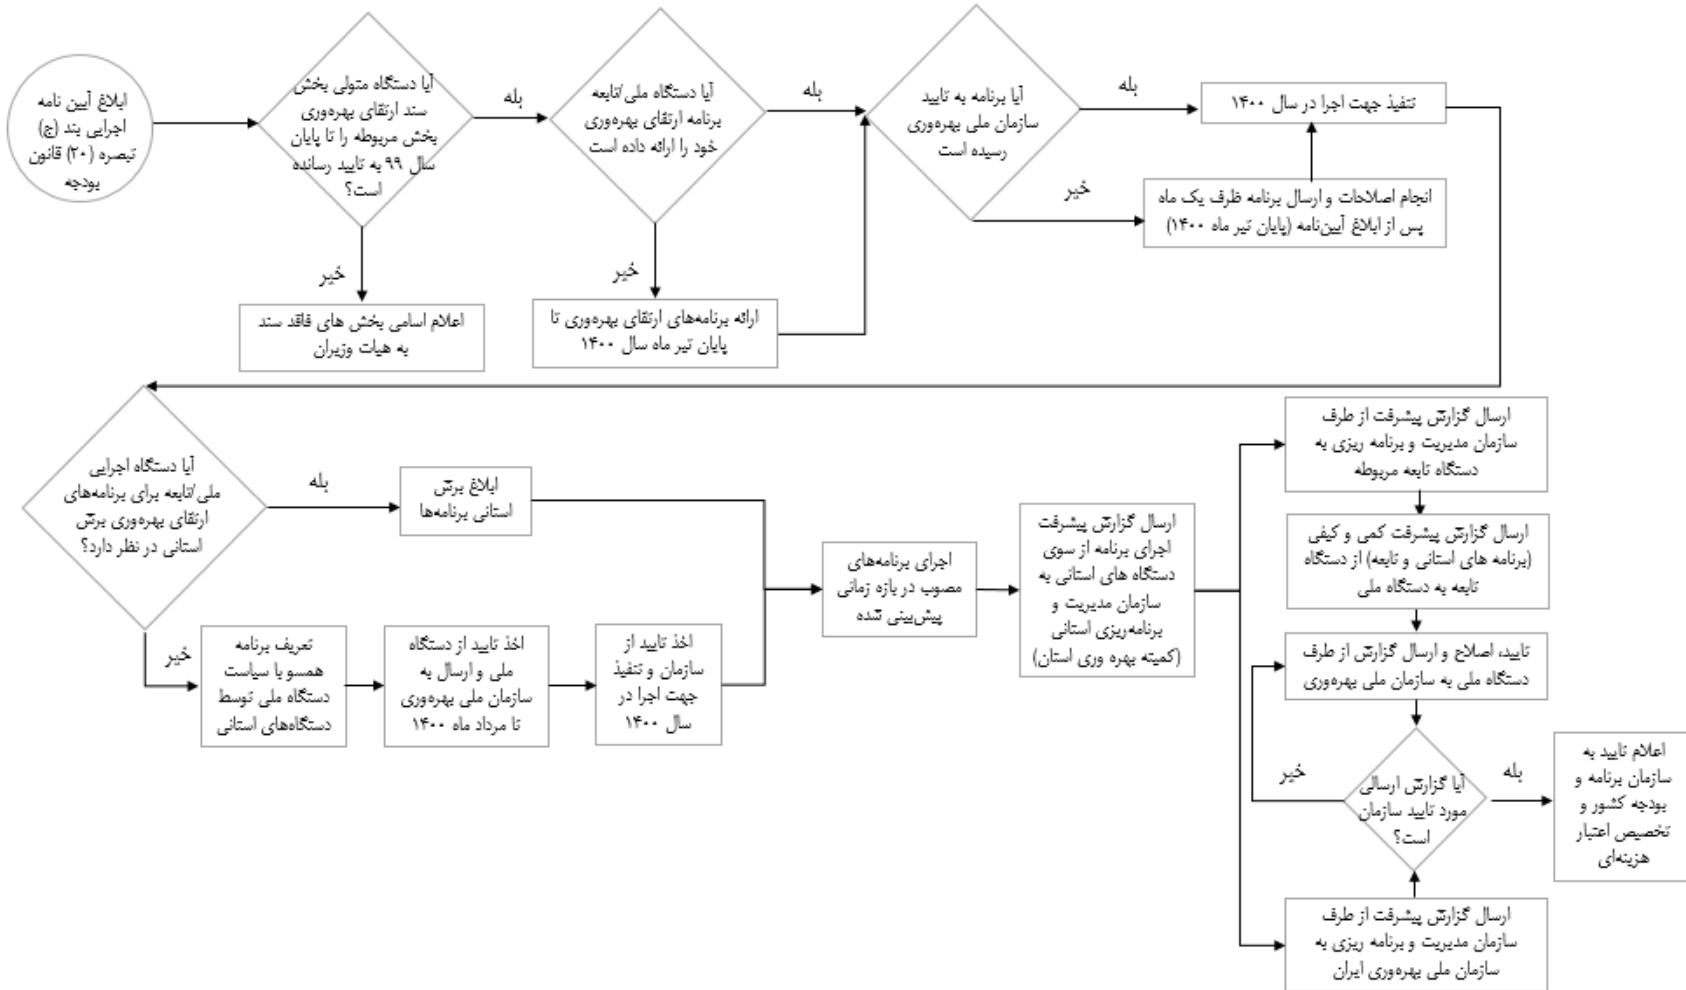 ابلاغ آیین نامه
اجرایی بند (ج)
تبصره (۲۰) قانون
بودجه
آیا دستگاه متولی بخش
سند ارتقای بهره‌وری
بخش مربوطه را تا پایان
سال ۹۹ به تایید رسانده
است؟
بله
خیر
اعلام اسامی بخش های فاقد سند
به هیات وزیران
آیا دستگاه ملی/تابعه
برنامه ارتقای بهره‌وری
خود را ارائه داده است
بله
خیر
ارائه برنامه‌های ارتقای بهره‌وری تا
پایان تیر ماه سال ۱۴۰۰
آیا برنامه به تایید
سازمان ملی بهره‌وری
رسیده است
بله
خیر
تنفیذ جهت اجرا در سال ۱۴۰۰
انجام اصلاحات و ارسال برنامه ظرف یک ماه
پس از ابلاغ آیین‌نامه (پایان تیر ماه ۱۴۰۰)
آیا دستگاه اجرایی
ملی/تابعه برای برنامه‌های
ارتقای بهره‌وری برش
استانی در نظر دارد؟
بله
خیر
ابلاغ برش
استانی برنامه‌ها
تعریف برنامه
همسو با سیاست
دستگاه ملی توسط
دستگاه‌های استانی
اخذ تایید از دستگاه
ملی و ارسال به
سازمان ملی بهره‌وری
تا مرداد ماه ۱۴۰۰
اخذ تایید از
سازمان و تنفیذ
جهت اجرا در
سال ۱۴۰۰
اجرای برنامه‌های
مصوب در بازه زمانی
پیش‌بینی شده
ارسال گزارش پیشرفت
اجرای برنامه از سوی
دستگاه های استانی به
سازمان مدیریت و
برنامه‌ریزی استانی
(کمیته بهره وری استان)
ارسال گزارش پیشرفت از طرف
سازمان مدیریت و برنامه ریزی به
دستگاه تابعه مربوطه
ارسال گزارش پیشرفت کمی و کیفی
(برنامه های استانی و تابعه) از دستگاه
تابعه به دستگاه ملی
تایید، اصلاح و ارسال گزارش از طرف
دستگاه ملی به سازمان ملی بهره‌وری
آیا گزارش ارسالی
مورد تایید سازمان
است؟
خیر
بله
اعلام تایید به
سازمان برنامه و
بودجه کشور و
تخصیص اعتبار
هزینه‌ای
ارسال گزارش پیشرفت از طرف
سازمان مدیریت و برنامه ریزی به
سازمان ملی بهره‌وری ایران